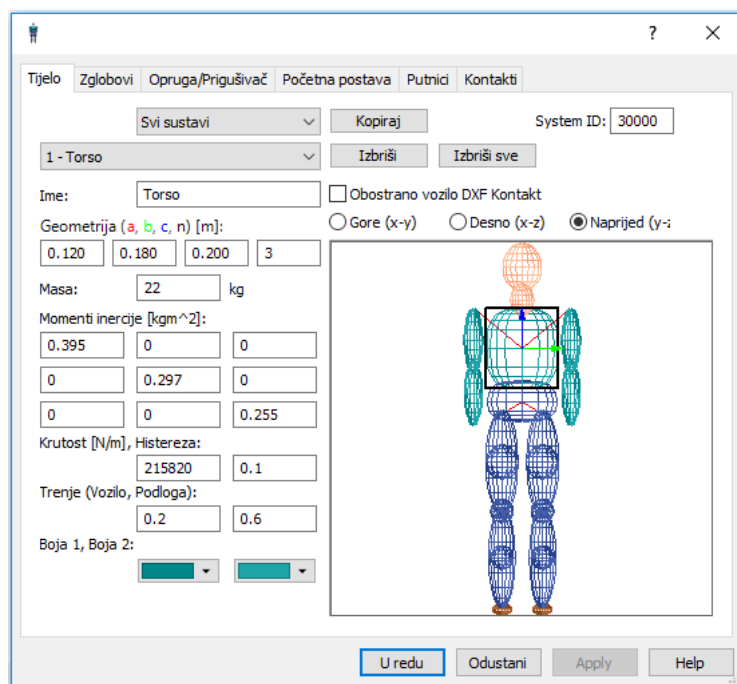 ?
Tijelo Zglobovi Opruga/Prigušivač Početna postava Putnici Kontakti
Svi sustavi Kopiraj System ID: 30000
1 - Torso Izbriši Izbriši sve
Ime: Torso Obostrano vozilo DXF Kontakt
Geometrija (a, b, c, n) [m]: Gore (x-y) Desno (x-z) Naprijed (y-z
0.120 0.180 0.200 3
Masa: 22 kg
Momenti inercije [kgm^2]:
0.395 0 0
0 0.297 0
0 0 0.255
Krutost [N/m], Histereza:
215820 0.1
Trenje (Vozilo, Podloga):
0.2 0.6
Boja 1, Boja 2:
U redu Odustani Apply Help